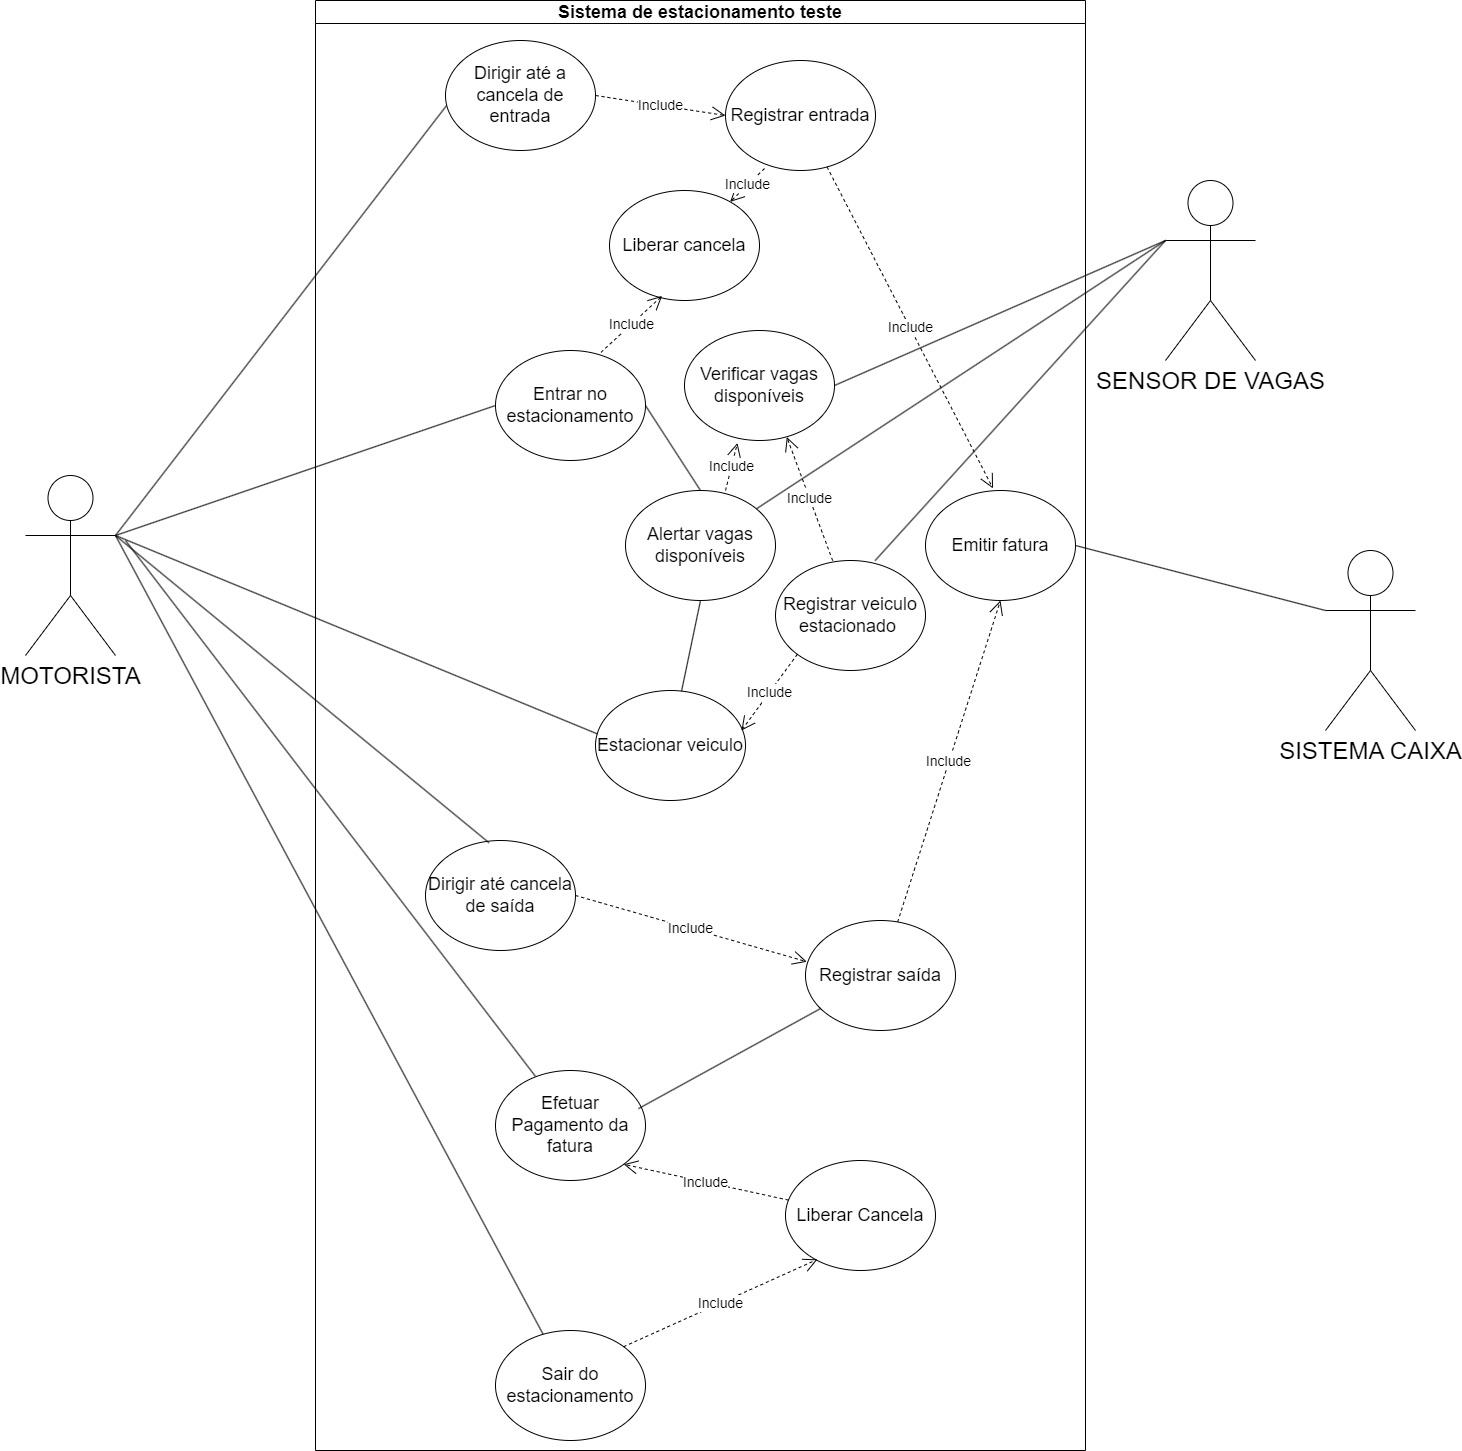 Sistema de estacionamento teste
Dirigir até a
cancela de
entrada
Include
Registrar entrada
Include
Liberar cancela
Include
Include
Entrar no
estacionamento
Verificar vagas
disponíveis
SENSOR DE VAGAS
Include
Include
Alertar vagas
disponíveis
Emitir fatura
Registrar veiculo
estacionado
MOTORISTA
Include
Estacionar veiculo
SISTEMA CAIXA
Include
Dirigir até cancela
de saída
Include
Registrar saída
Efetuar
Pagamento da
fatura
Include
Liberar Cancela
Include
Sair do
estacionamento